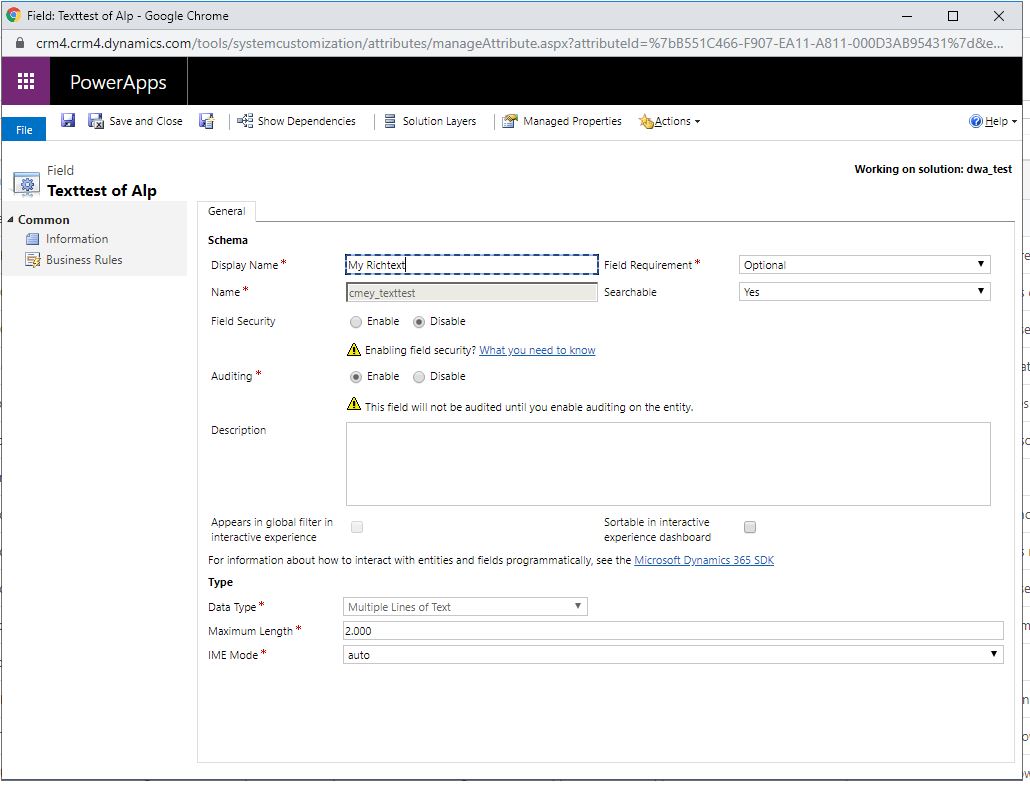 Field: Texttest of Alp - Google Chrome
crm4.crm4.dynamics.com/tools/systemcustomization/attributes/manageAttribute.aspx?attributeId=%7bB551C466-F907-EA11-A811-000D3AB95431%7d&e...
PowerApps
File Save and Close Show Dependencies Solution Layers Managed Properties Actions Help
Field
Texttest of Alp
Working on solution: dwa_test
Common
Information
Business Rules
General
Schema
Display Name* My Richtext Field Requirement* Optional
Name* cmey_texttest Searchable Yes
Field Security Enable Disable
Enabling field security? What you need to know
Auditing* Enable Disable
This field will not be audited until you enable auditing on the entity.
Description
Appears in global filter in interactive experience
Sortable in interactive experience dashboard
For information about how to interact with entities and fields programmatically, see the Microsoft Dynamics 365 SDK
Type
Data Type* Multiple Lines of Text
Maximum Length* 2.000
IME Mode* auto